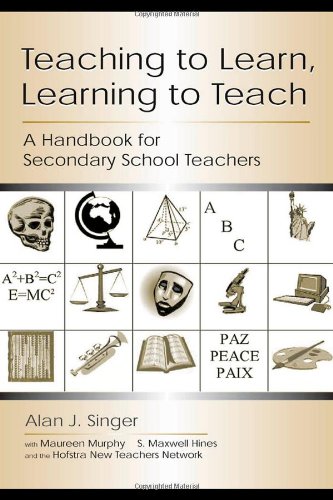 Teaching to Learn,
Learning to Teach
A Handbook for
Secondary School Teachers
A
B
C
A²+B²=C²
E=MC²
PAZ
PEACE
PAIX
Alan J. Singer
with Maureen Murphy S. Maxwell Hines
and the Hofstra New Teachers Network